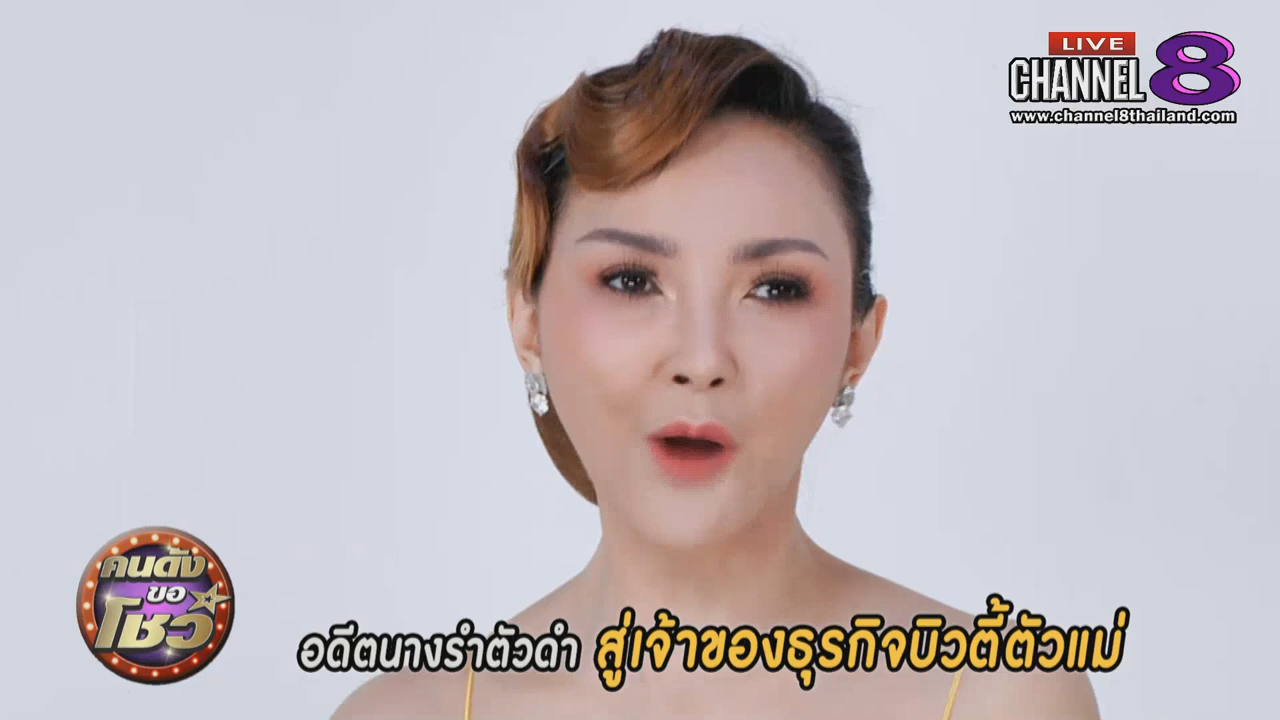 LIVE
CHANNEL 8
www.channel8thailand.com
คนดัง
ขอ
โชว์
อดีตนางรำตัวดำ สู่เจ้าของธุรกิจบิวตี้ตัวแม่